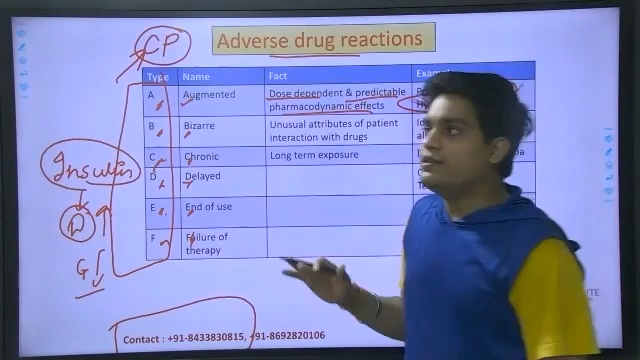 CP
Adverse drug reactions
Type Name Fact
A Augmented Dose dependent & predictable
pharmacodynamic effects
B Bizarre Unusual attributes of patient
interaction with drugs
C Chronic Long term exposure
D Delayed
E End of use
F Failure of
therapy
Insulin
D
G
Contact : +91-8433830815, +91-8692820106